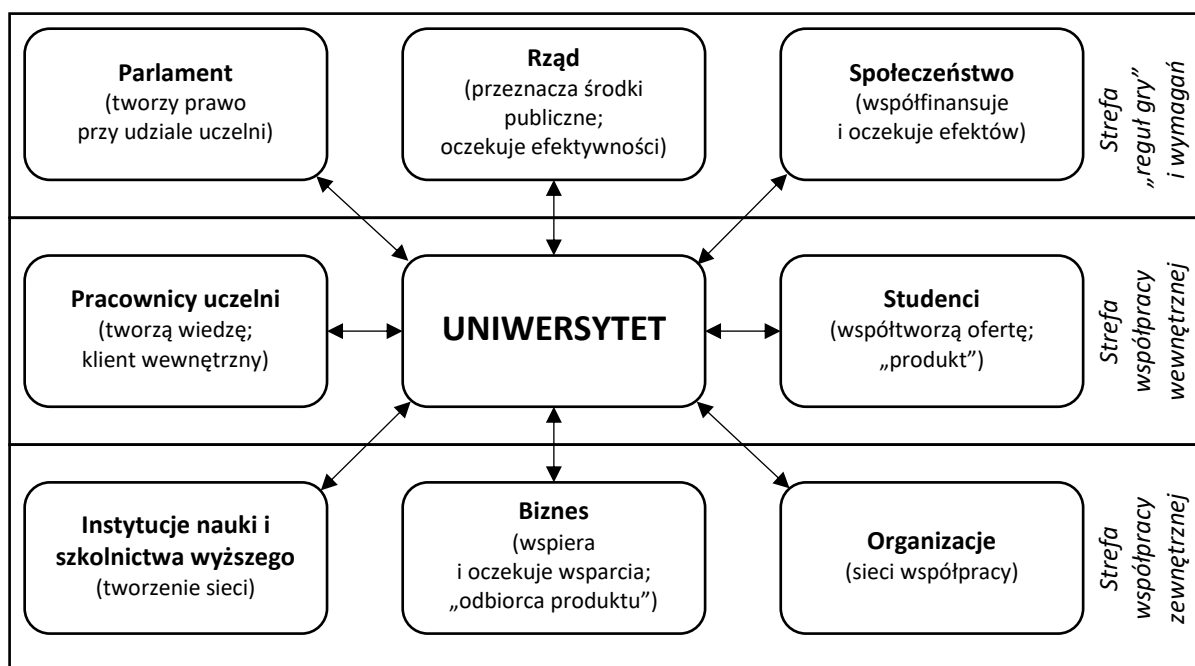 Parlament
(tworzy prawo
przy udziale uczelni)
Rząd
(przeznacza środki
publiczne;
oczekuje efektywności)
Społeczeństwo
(współfinansuje
i oczekuje efektów)
Strefa
„reguł gry”
i wymagań
Pracownicy uczelni
(tworzą wiedzę;
klient wewnętrzny)
UNIWERSYTET
Studenci
(współtworzą ofertę;
„produkt”)
Strefa
współpracy
wewnętrznej
Instytucje nauki i
szkolnictwa wyższego
(tworzenie sieci)
Biznes
(wspiera
i oczekuje wsparcia;
„odbiorca produktu”)
Organizacje
(sieci współpracy)
Strefa
współpracy
zewnętrznej